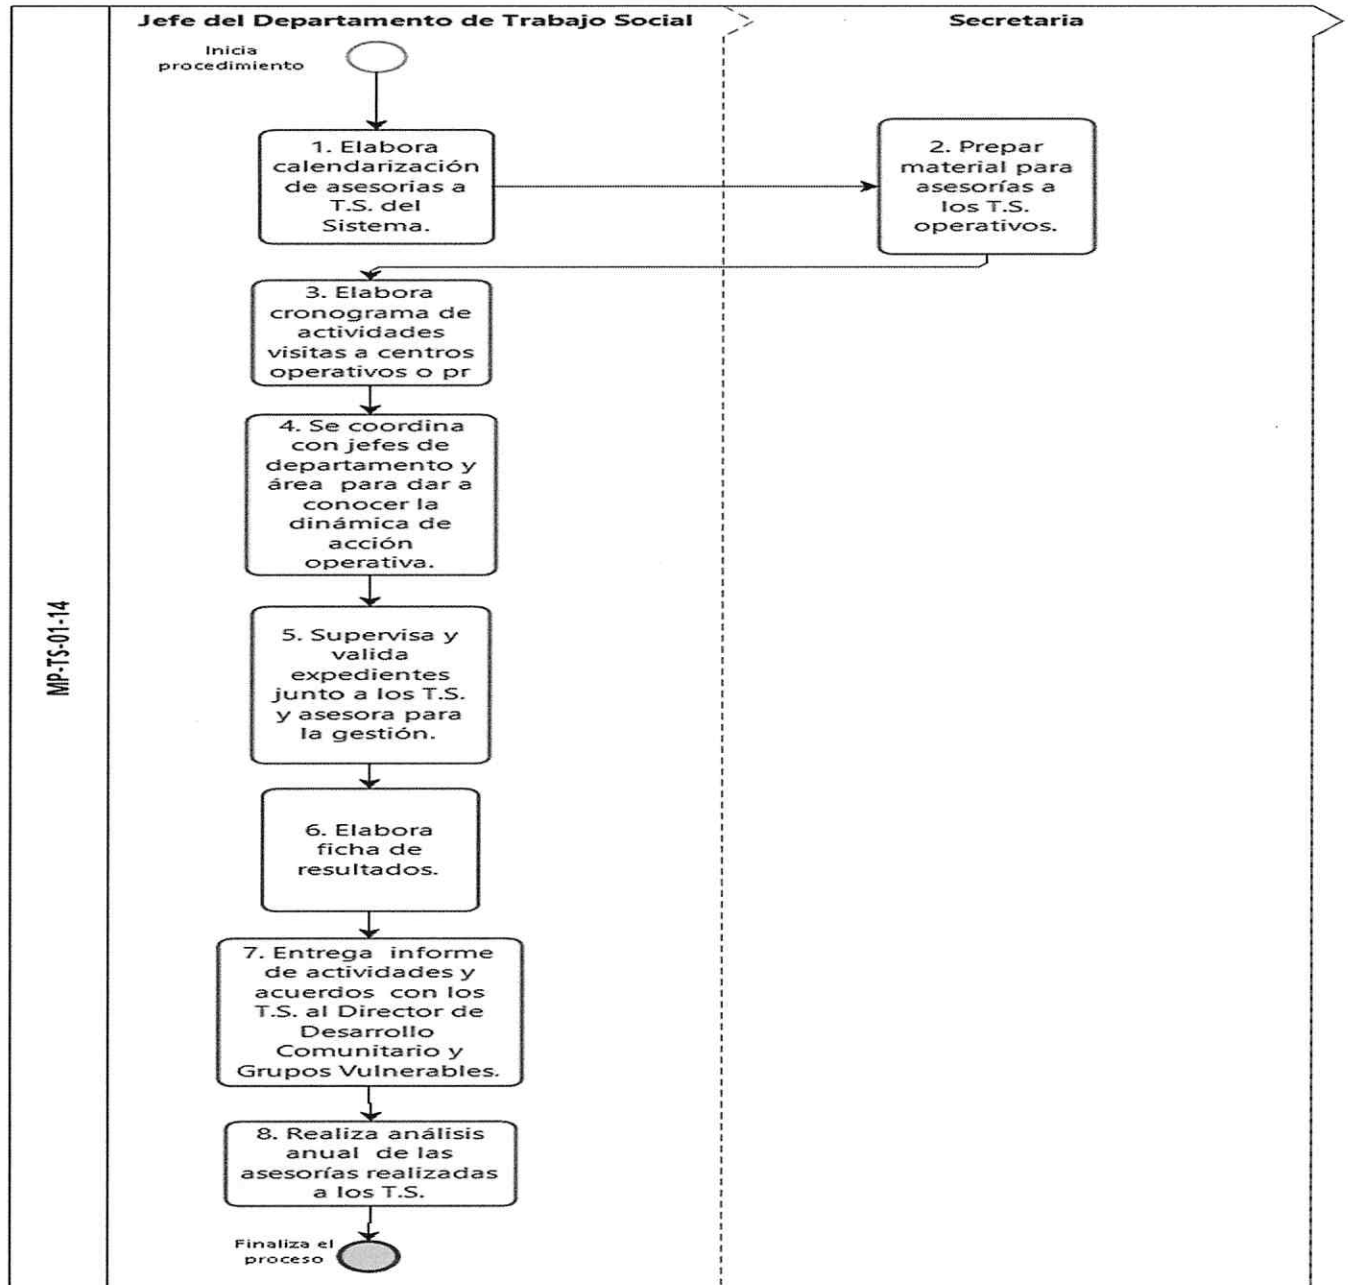 Jefe del Departamento de Trabajo Social
Secretaria
Inicia
procedimiento
1. Elabora
calendarización
de asesorias a
T.S. del
Sistema.
2. Prepar
material para
asesorías a
los T.S.
operativos.
3. Elabora
cronograma de
actividades
visitas a centros
operativos o pr
4. Se coordina
con jefes de
departamento y
área para dar a
conocer la
dinámica de
acción
operativa.
5. Supervisa y
valida
expedientes
junto a los T.S.
y asesora para
la gestión.
6. Elabora
ficha de
resultados.
7. Entrega informe
de actividades y
acuerdos con los
T.S. al Director de
Desarrollo
Comunitario y
Grupos Vulnerables.
8. Realiza análisis
anual de las
asesorías realizadas
a los T.S.
Finaliza el
proceso
MP-TS-01-14